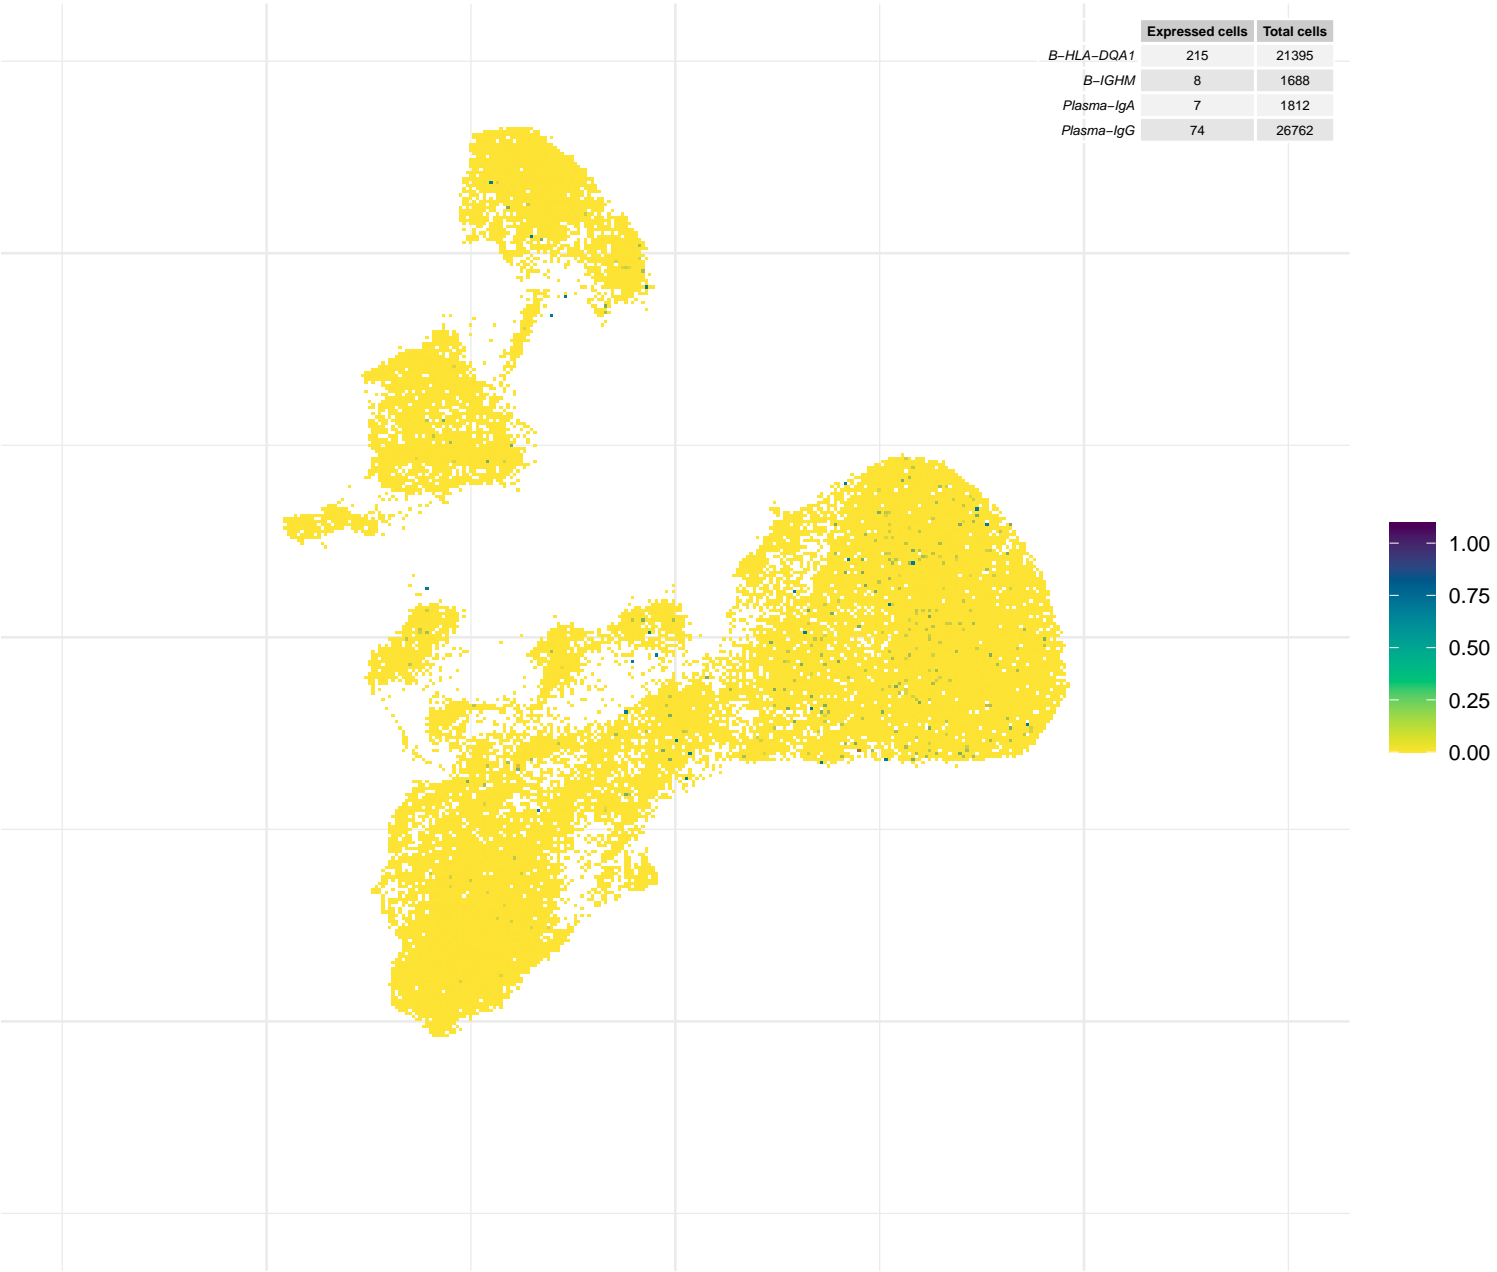 Expressed cells Total cells
B−HLA−DQA1 215 21395
B−IGHM 8 1688
Plasma−IgA 7 1812
Plasma−IgG 74 26762
1.00
0.75
0.50
0.25
0.00